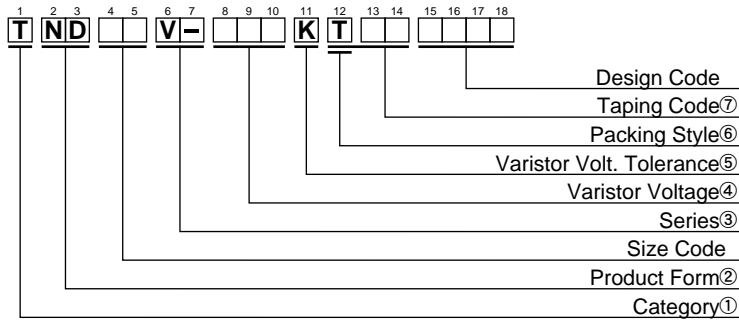 1 2 3 4 5 6 7 8 9 10 11 12 13 14 15 16 17 18
T ND V- K T
Design Code
Taping Code⑦
Packing Style⑥
Varistor Volt. Tolerance⑤
Varistor Voltage④
Series③
Size Code
Product Form②
Category①